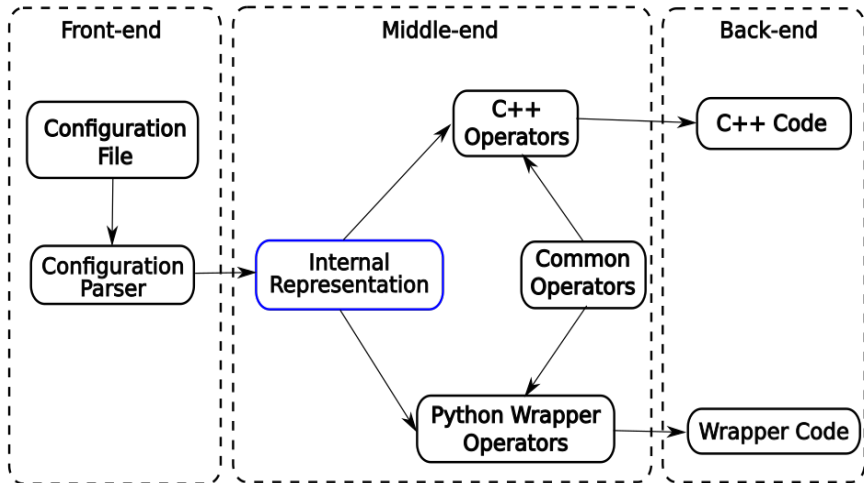 Front-end
Middle-end
Back-end
Configuration
File
C++
Operators
C++ Code
Configuration
Parser
Internal
Representation
Common
Operators
Python Wrapper
Operators
Wrapper Code